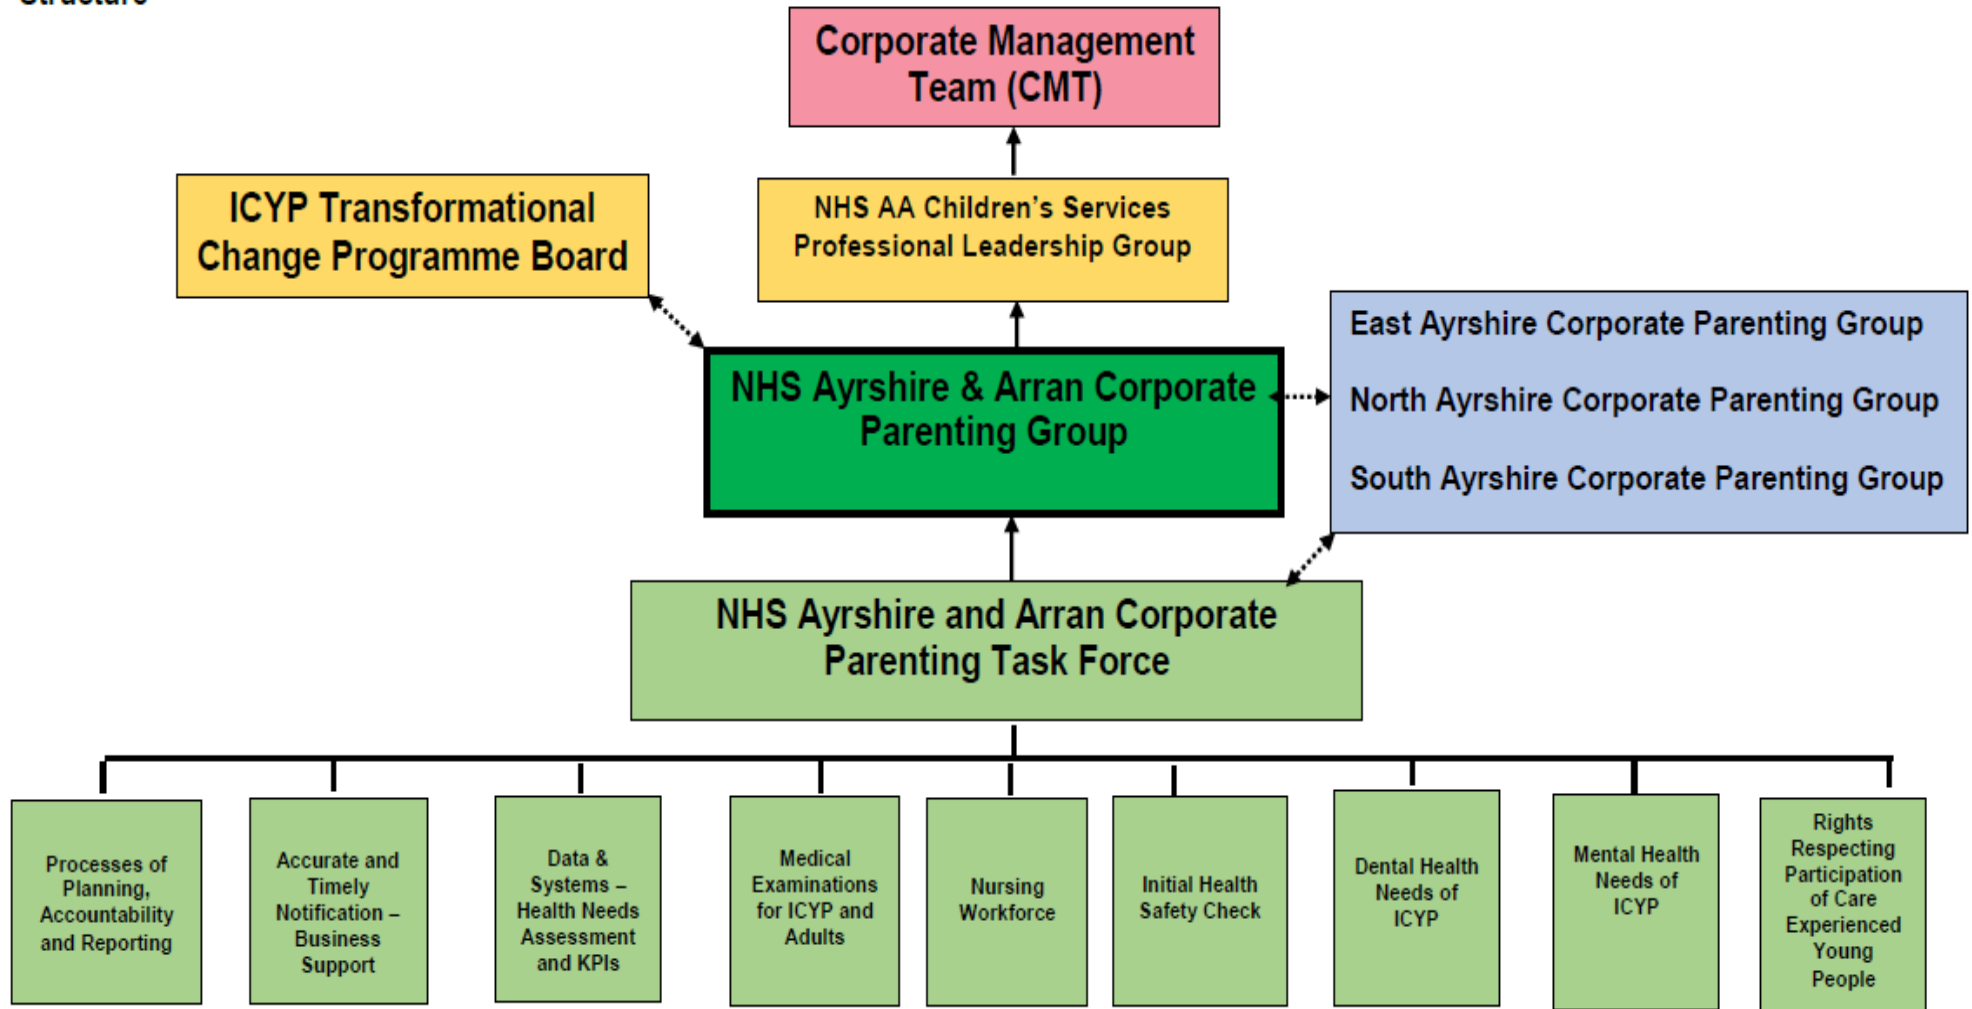 Structure
Corporate Management
Team (CMT)
ICYP Transformational
Change Programme Board
NHS AA Children's Services
Professional Leadership Group
East Ayrshire Corporate Parenting Group
North Ayrshire Corporate Parenting Group
South Ayrshire Corporate Parenting Group
NHS Ayrshire & Arran Corporate
Parenting Group
NHS Ayrshire and Arran Corporate
Parenting Task Force
Processes of
Planning,
Accountability
and Reporting
Accurate and
Timely
Notification –
Business
Support
Data &
Systems –
Health Needs
Assessment
and KPIs
Medical
Examinations
for ICYP and
Adults
Nursing
Workforce
Initial Health
Safety Check
Dental Health
Needs of
ICYP
Mental Health
Needs of
ICYP
Rights
Respecting
Participation
of Care
Experienced
Young
People